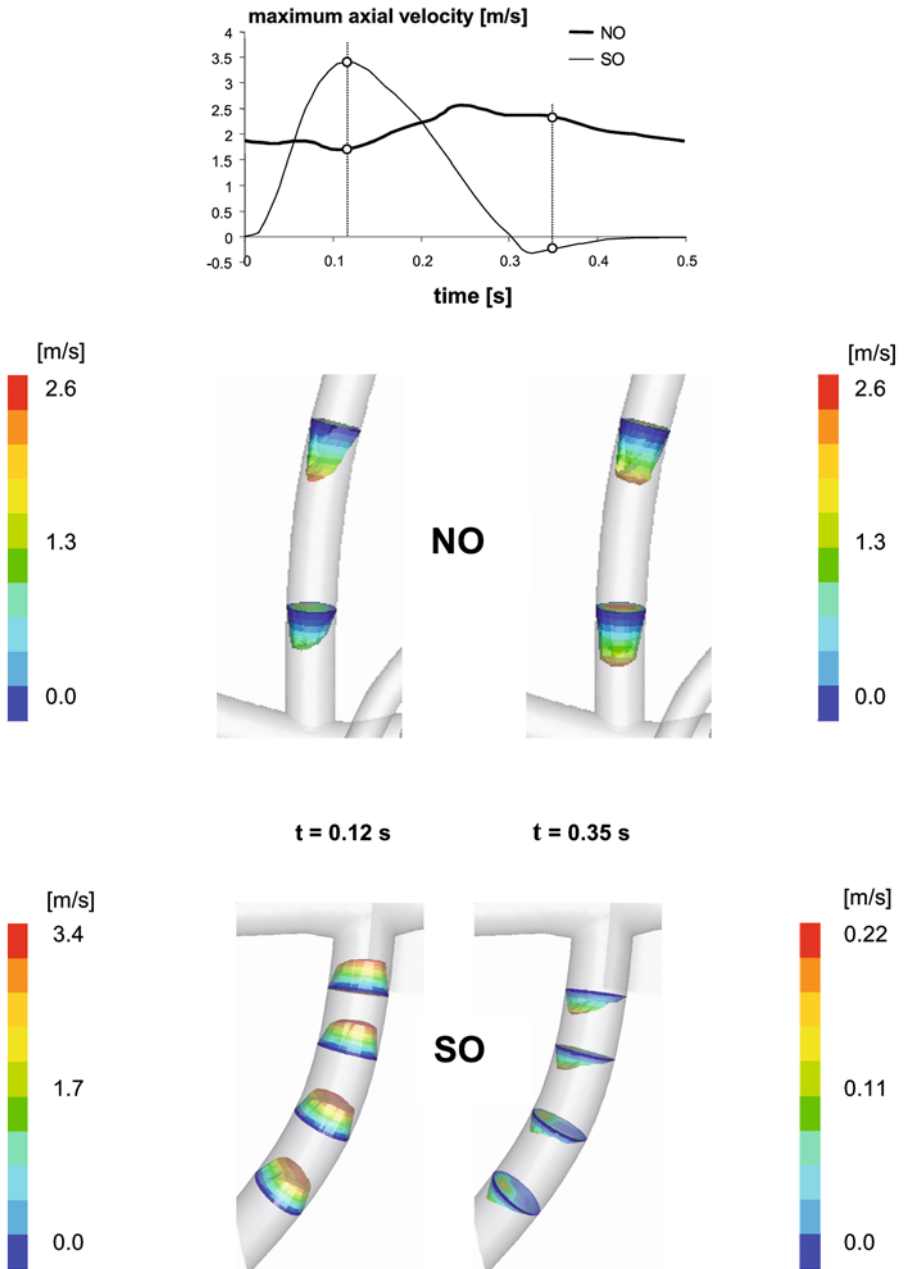 maximum axial velocity [m/s]
NO
SO
4
3.5
3
2.5
2
1.5
1
0.5
0
-0.5
0
0.1
0.2
0.3
0.4
0.5
time [s]
[m/s]
[m/s]
2.6
2.6
NO
1.3
1.3
0.0
0.0
t = 0.12 s
t = 0.35 s
[m/s]
[m/s]
3.4
0.22
SO
1.7
0.11
0.0
0.0